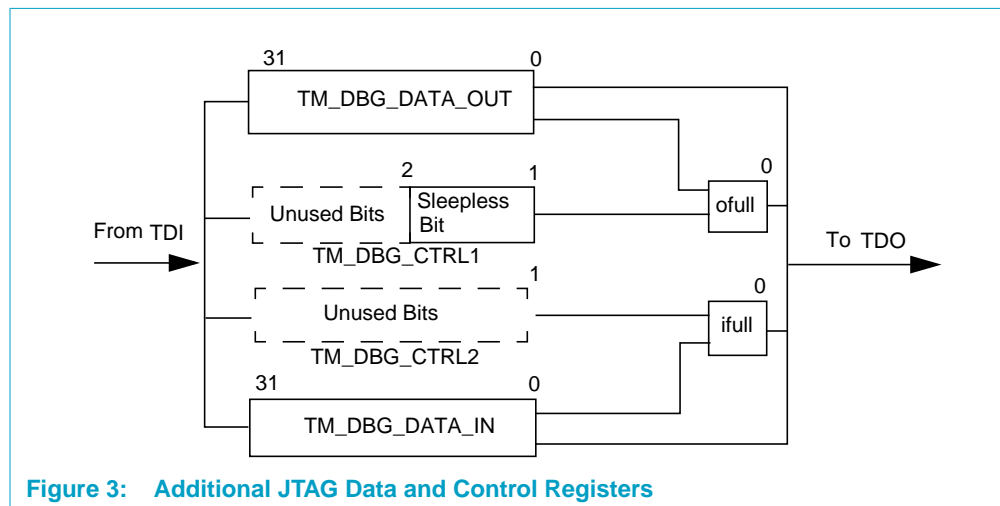 31 0
TM_DBG_DATA_OUT
0
2 1
Unused Bits
Sleepless
Bit
ofull
From TDI
To TDO
TM_DBG_CTRL1
1
0
Unused Bits
ifull
TM_DBG_CTRL2
31 0
TM_DBG_DATA_IN
Figure 3: Additional JTAG Data and Control Registers